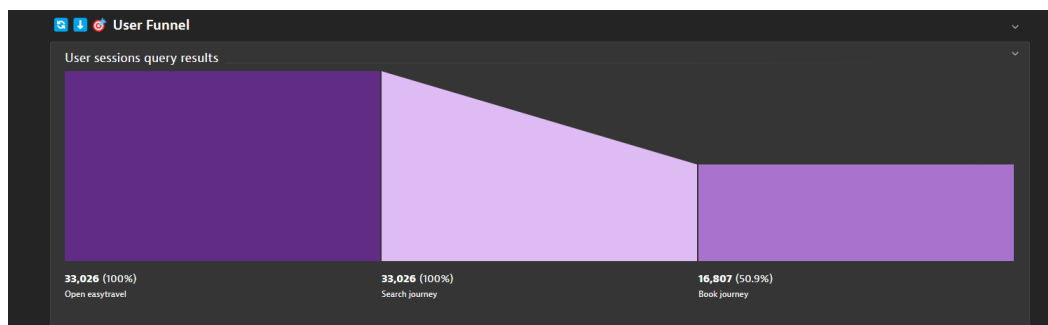 User Funnel
User sessions query results
33,026 (100%)
Open easytravel
33,026 (100%)
Search journey
16,807 (50.9%)
Book journey